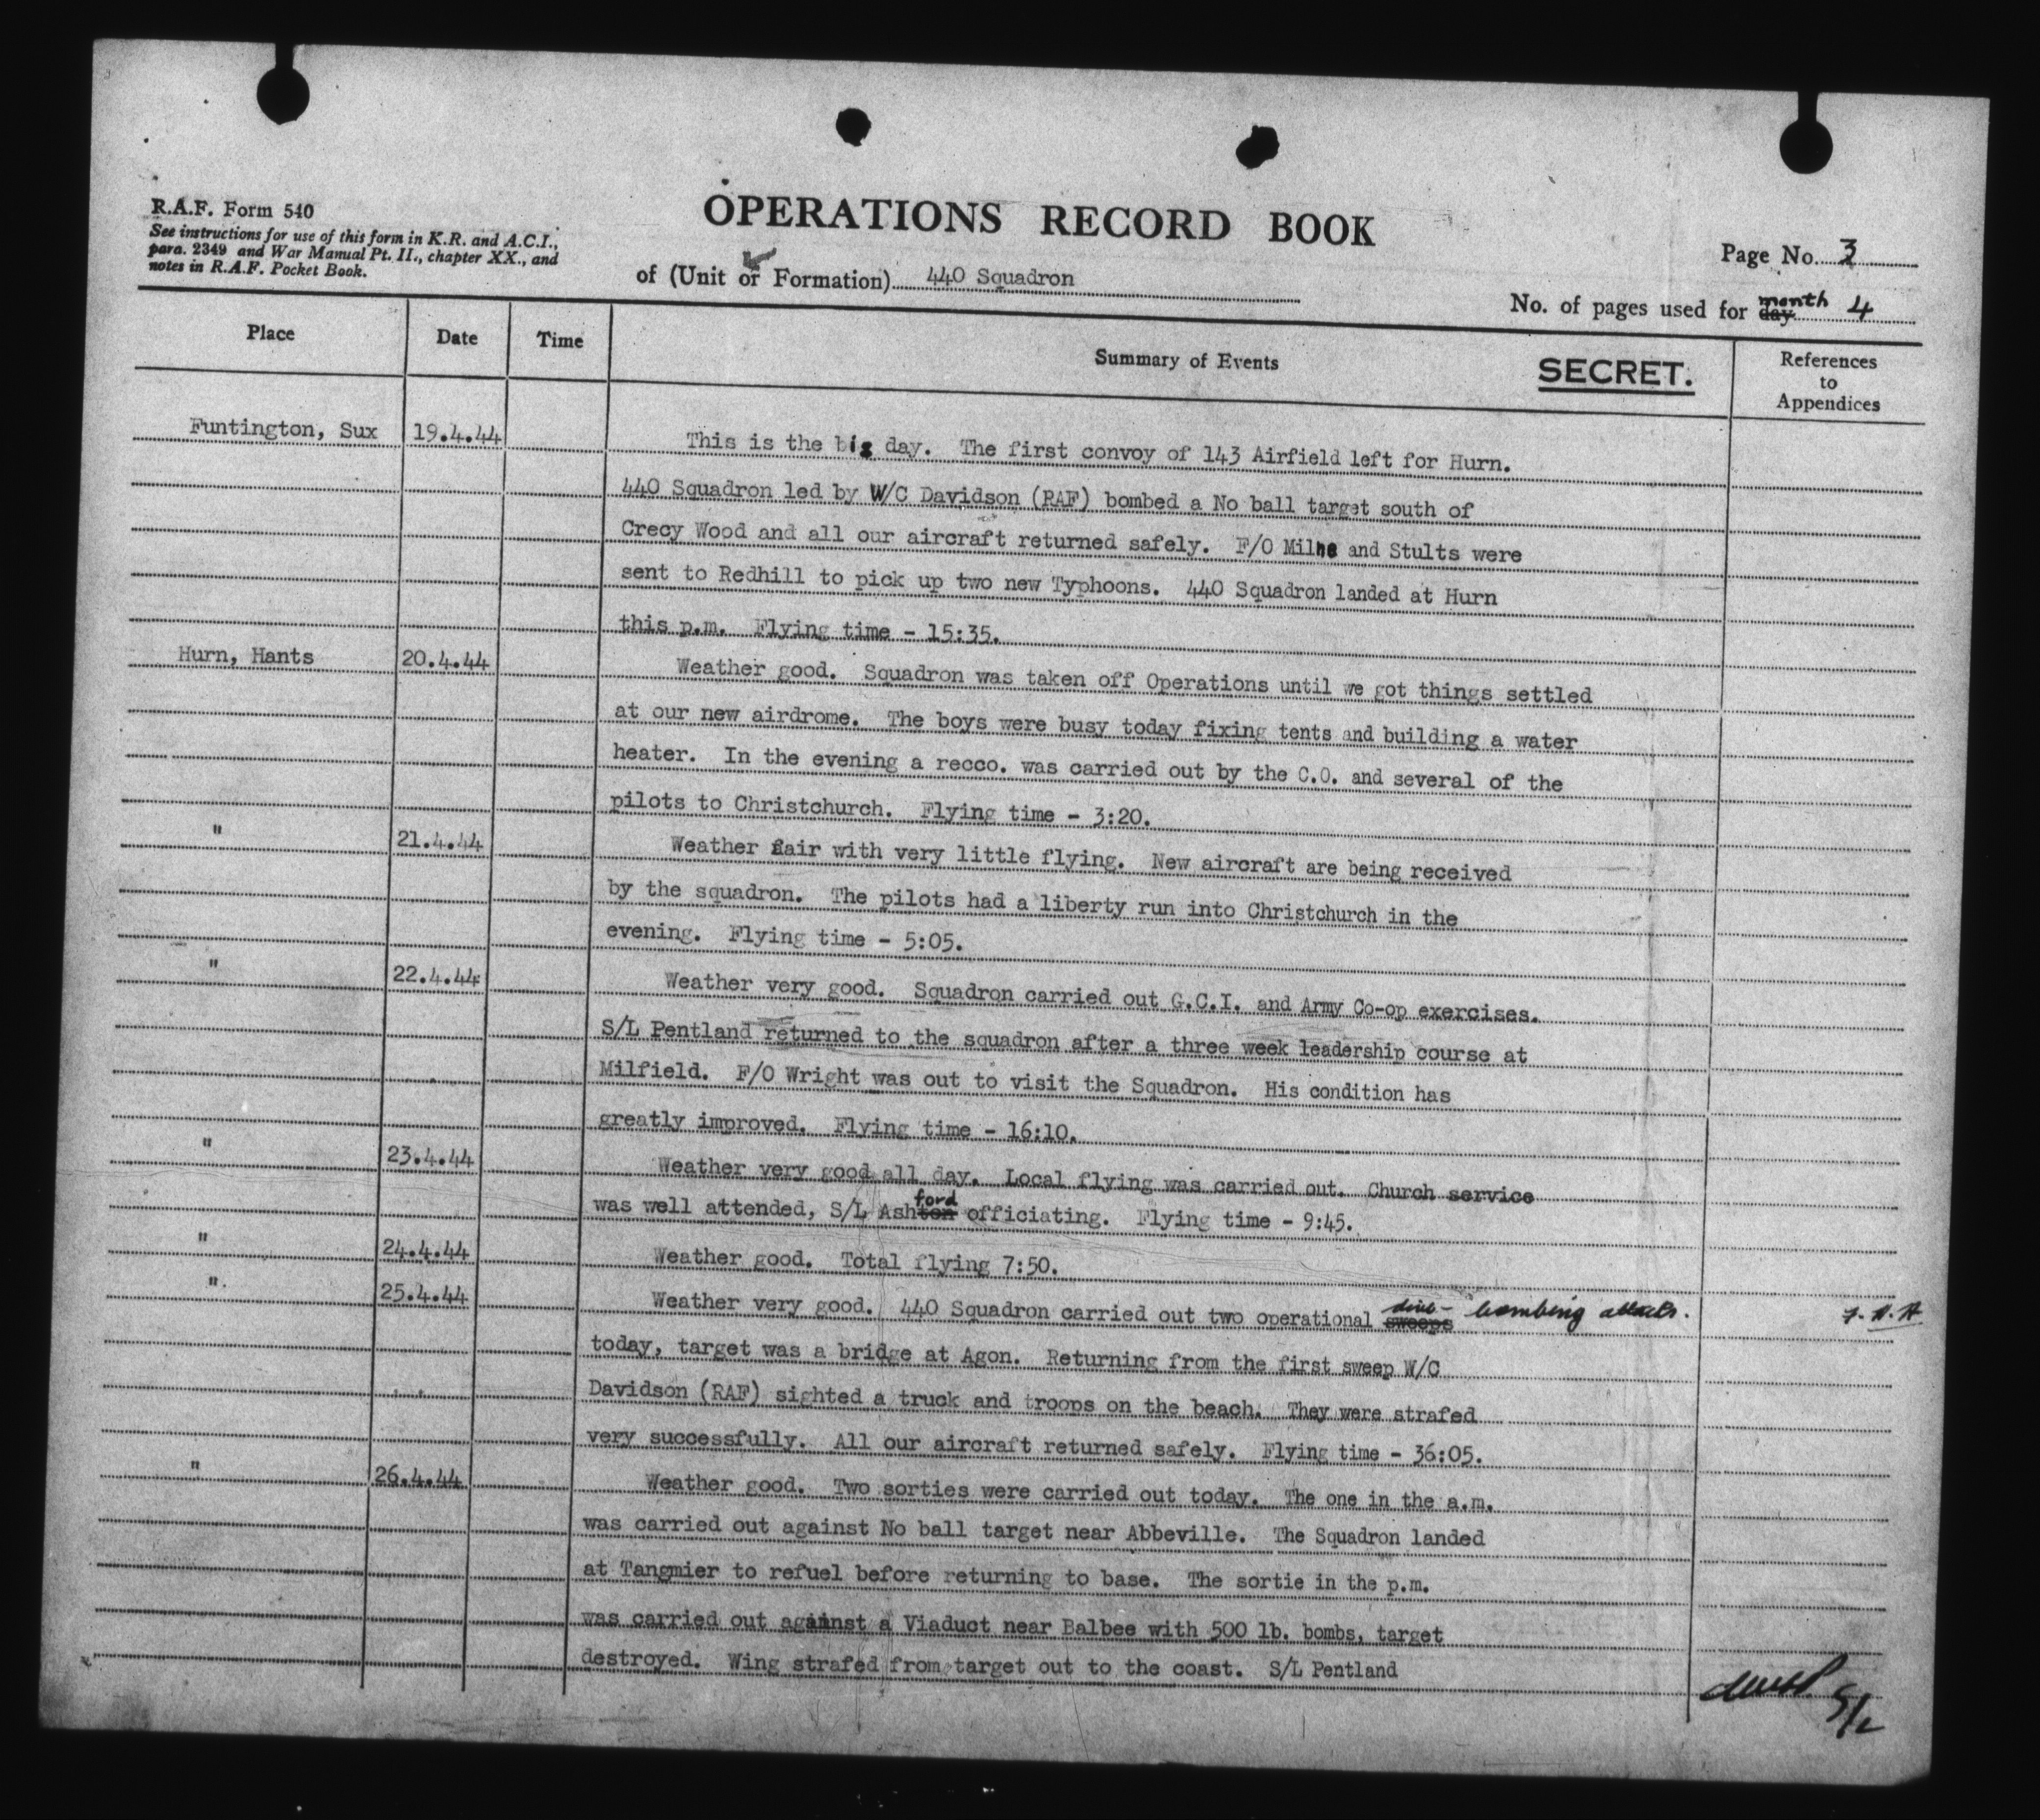 R.A.F. Form 540
See instructions for use of this form in K.R. and A.C.I.,
para. 2349 and War Manual Pt. II., chapter XX., and
notes in R.A.F. Pocket Book.
OPERATIONS RECORD BOOK
of (Unit or Formation) 440 Squadron
Page No. 3
No. of pages used for day month 4
Place Date Time Summary of Events SECRET. References to Appendices
Funtington, Sux 19.4.44 This is the big day. The first convoy of 143 Airfield left for Hurn.
440 Squadron led by W/C Davidson (RAF) bombed a No ball target south of
Crecy Wood and all our aircraft returned safely. F/O Milne and Stults were
sent to Redhill to pick up two new Typhoons. 440 Squadron landed at Hurn
this p.m. Flying time - 15:35.
Hurn, Hants 20.4.44 Weather good. Squadron was taken off Operations until we got things settled
at our new airdrome. The boys were busy today fixing tents and building a water
heater. In the evening a recco. was carried out by the C.O. and several of the
pilots to Christchurch. Flying time - 3:20.
" 21.4.44 Weather fair with very little flying. New aircraft are being received
by the squadron. The pilots had a liberty run into Christchurch in the
evening. Flying time - 5:05.
" 22.4.44 Weather very good. Squadron carried out G.C.I. and Army Co-op exercises.
S/L Pentland returned to the squadron after a three week leadership course at
Milfield. F/O Wright was out to visit the Squadron. His condition has
greatly improved. Flying time - 16:10.
" 23.4.44 Weather very good all day. Local flying was carried out. Church service
was well attended, S/L Ashton ford officiating. Flying time - 9:45.
" 24.4.44 Weather good. Total flying 7:50.
" 25.4.44 Weather very good. 440 Squadron carried out two operational sweeps dive-bombing attacks.
today, target was a bridge at Agon. Returning from the first sweep W/C
Davidson (RAF) sighted a truck and troops on the beach. They were strafed
very successfully. All our aircraft returned safely. Flying time - 36:05.
" 26.4.44 Weather good. Two sorties were carried out today. The one in the a.m.
was carried out against No ball target near Abbeville. The Squadron landed
at Tangmier to refuel before returning to base. The sortie in the p.m.
was carried out against a Viaduct near Balbee with 500 lb. bombs, target
destroyed. Wing strafed from target out to the coast. S/L Pentland